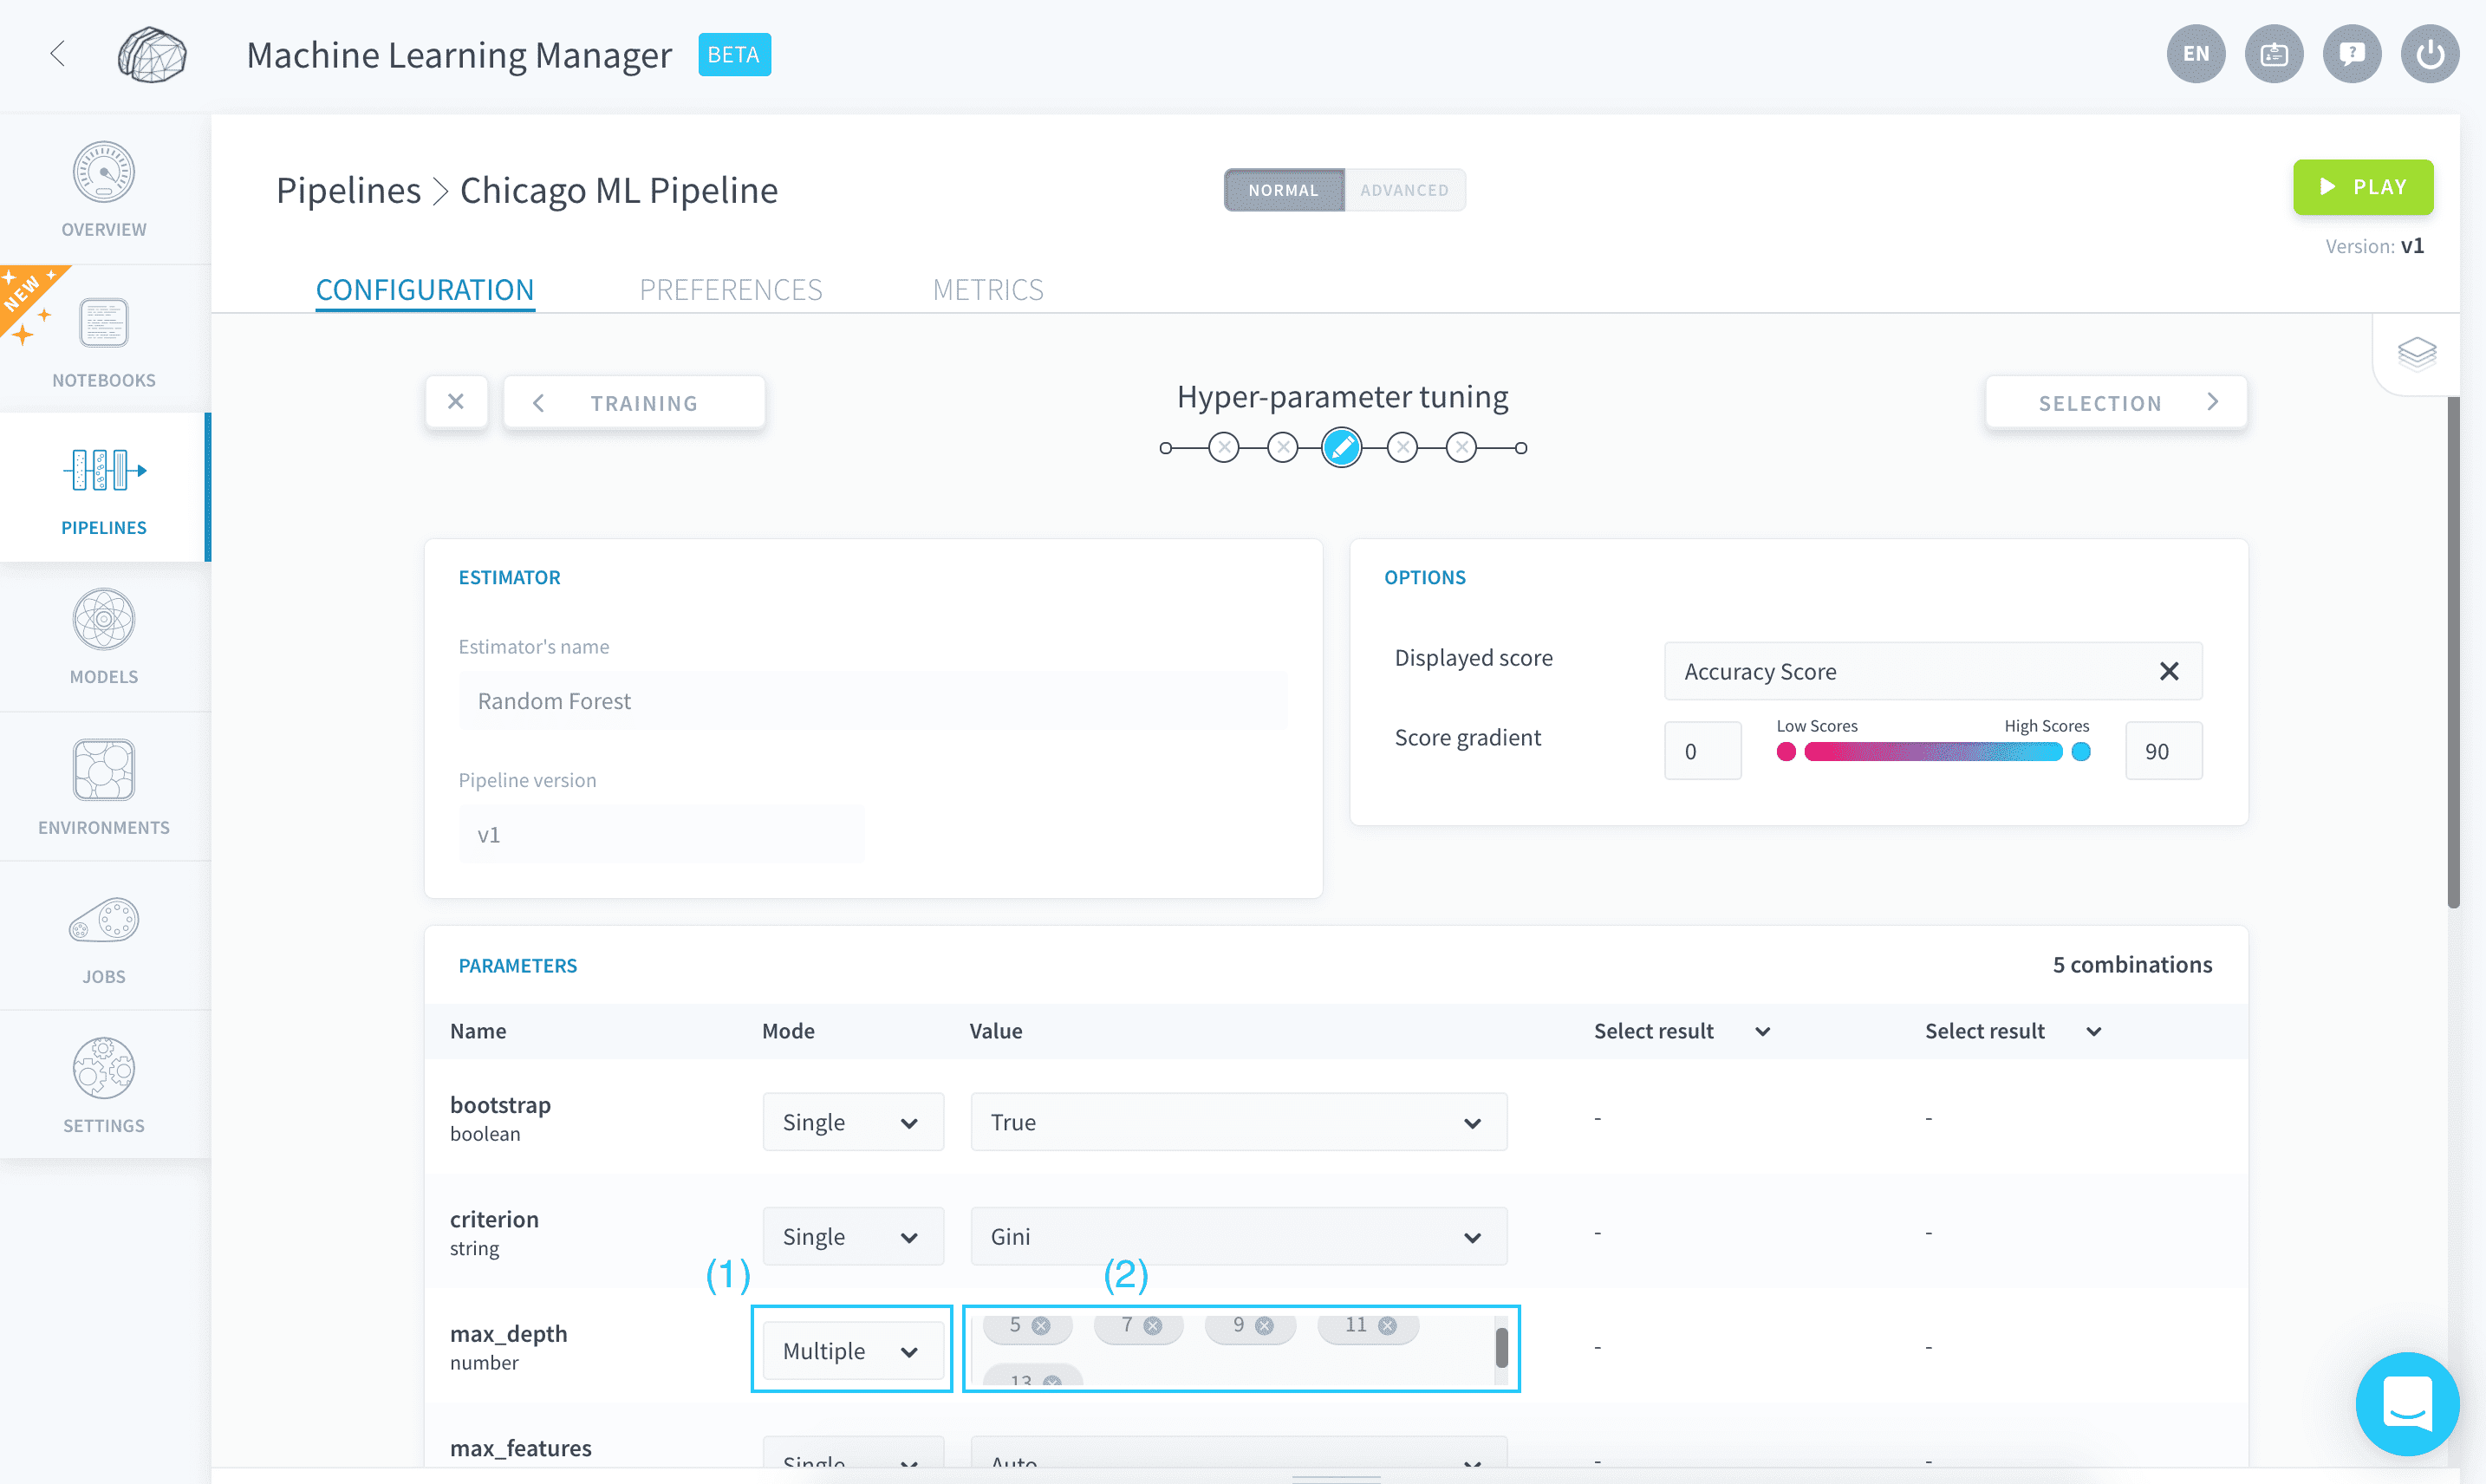 Machine Learning Manager BETA
EN
OVERVIEW
NEW
NOTEBOOKS
PIPELINES
MODELS
ENVIRONMENTS
JOBS
SETTINGS
Pipelines > Chicago ML Pipeline
NORMAL ADVANCED
PLAY
Version: v1
CONFIGURATION PREFERENCES METRICS
TRAINING
Hyper-parameter tuning
SELECTION
ESTIMATOR
Estimator's name
Random Forest
Pipeline version
v1
OPTIONS
Displayed score Accuracy Score
Low Scores High Scores
Score gradient 0 90
PARAMETERS 5 combinations
Name Mode Value Select result Select result
bootstrap
boolean
Single True - -
criterion
string
Single Gini - -
(1) (2)
max_depth
number
Multiple 5 7 9 11 - -
13
max_features
Single Auto - -